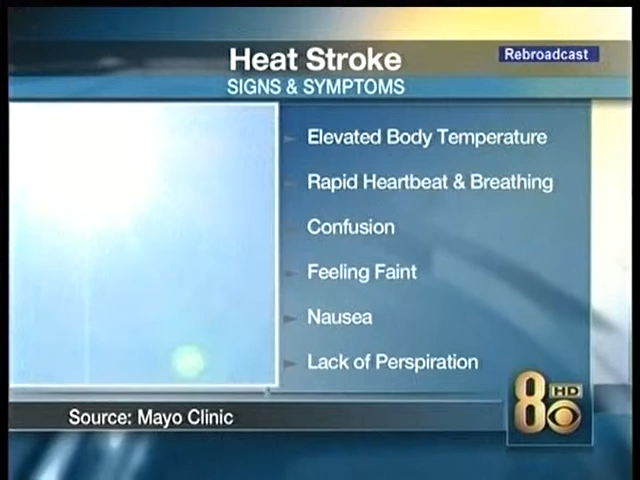 Heat Stroke
Rebroadcast
SIGNS & SYMPTOMS
Elevated Body Temperature
Rapid Heartbeat & Breathing
Confusion
Feeling Faint
Nausea
Lack of Perspiration
Source: Mayo Clinic
8 HD